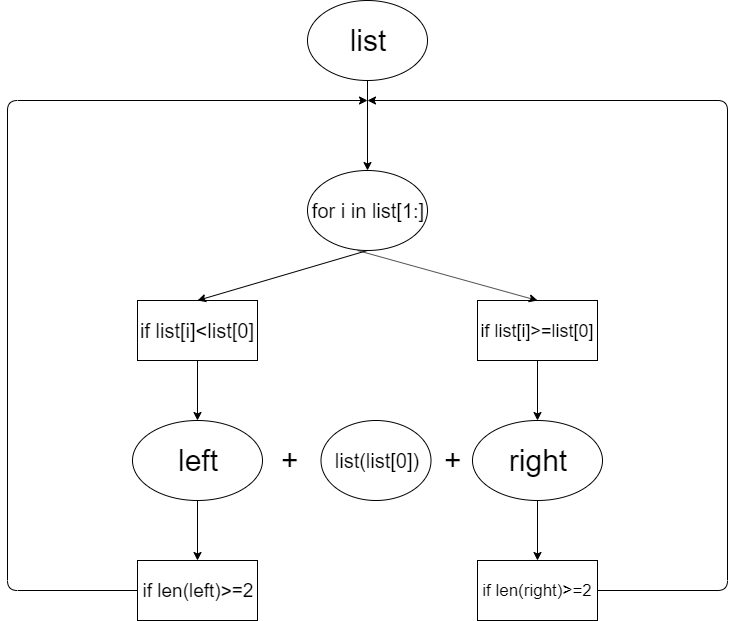 list
for i in list[1:]
if list[i]<list[0]
if list[i]>=list[0]
left + list(list[0]) + right
if len(left)>=2
if len(right)>=2